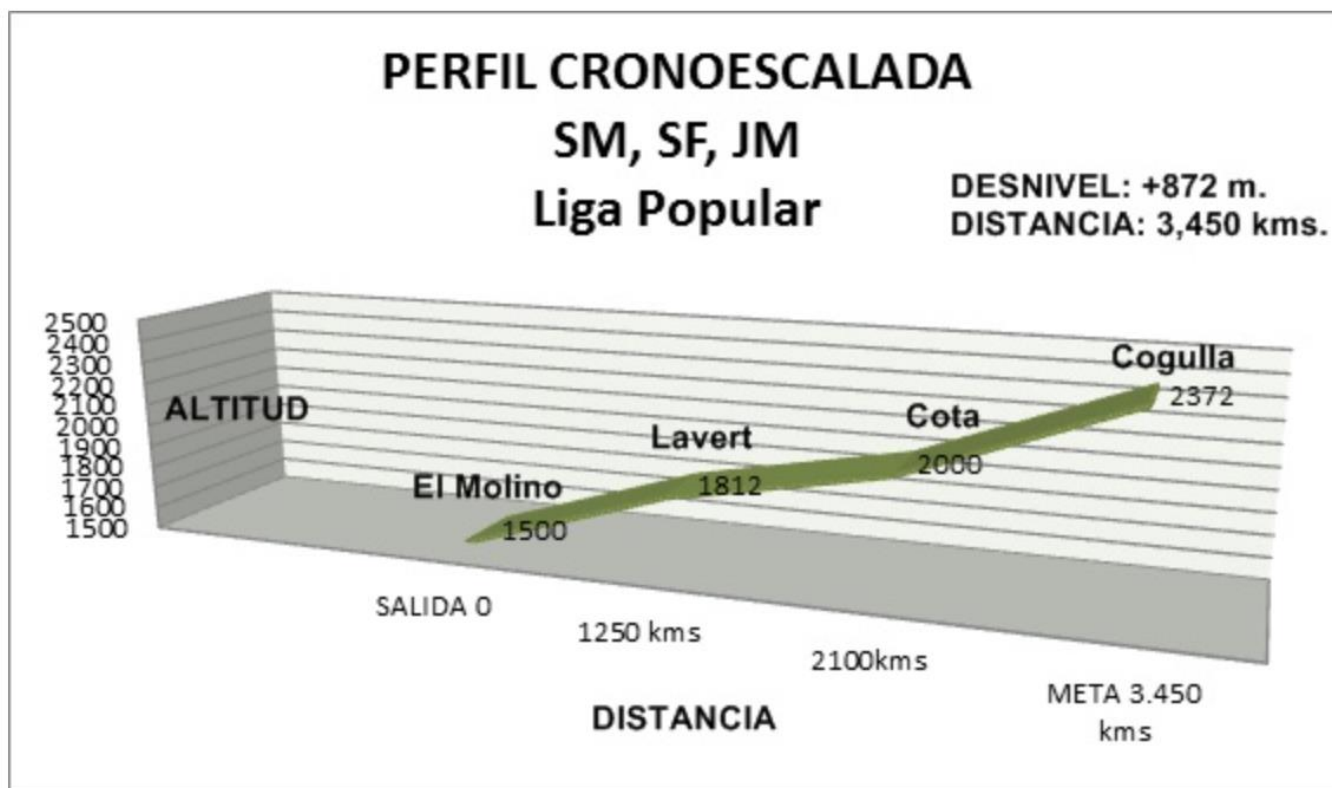 PERFIL CRONOESCALADA
SM, SF, JM
Liga Popular
DESNIVEL: +872 m.
DISTANCIA: 3,450 kms.
2500
2400
2300
2200
2100
2000
1900
1800
1700
1600
1500
ALTITUD
El Molino
1500
Lavert
1812
Cota
2000
Cogulla
2372
SALIDA 0
1250 kms
2100kms
META 3.450
kms
DISTANCIA